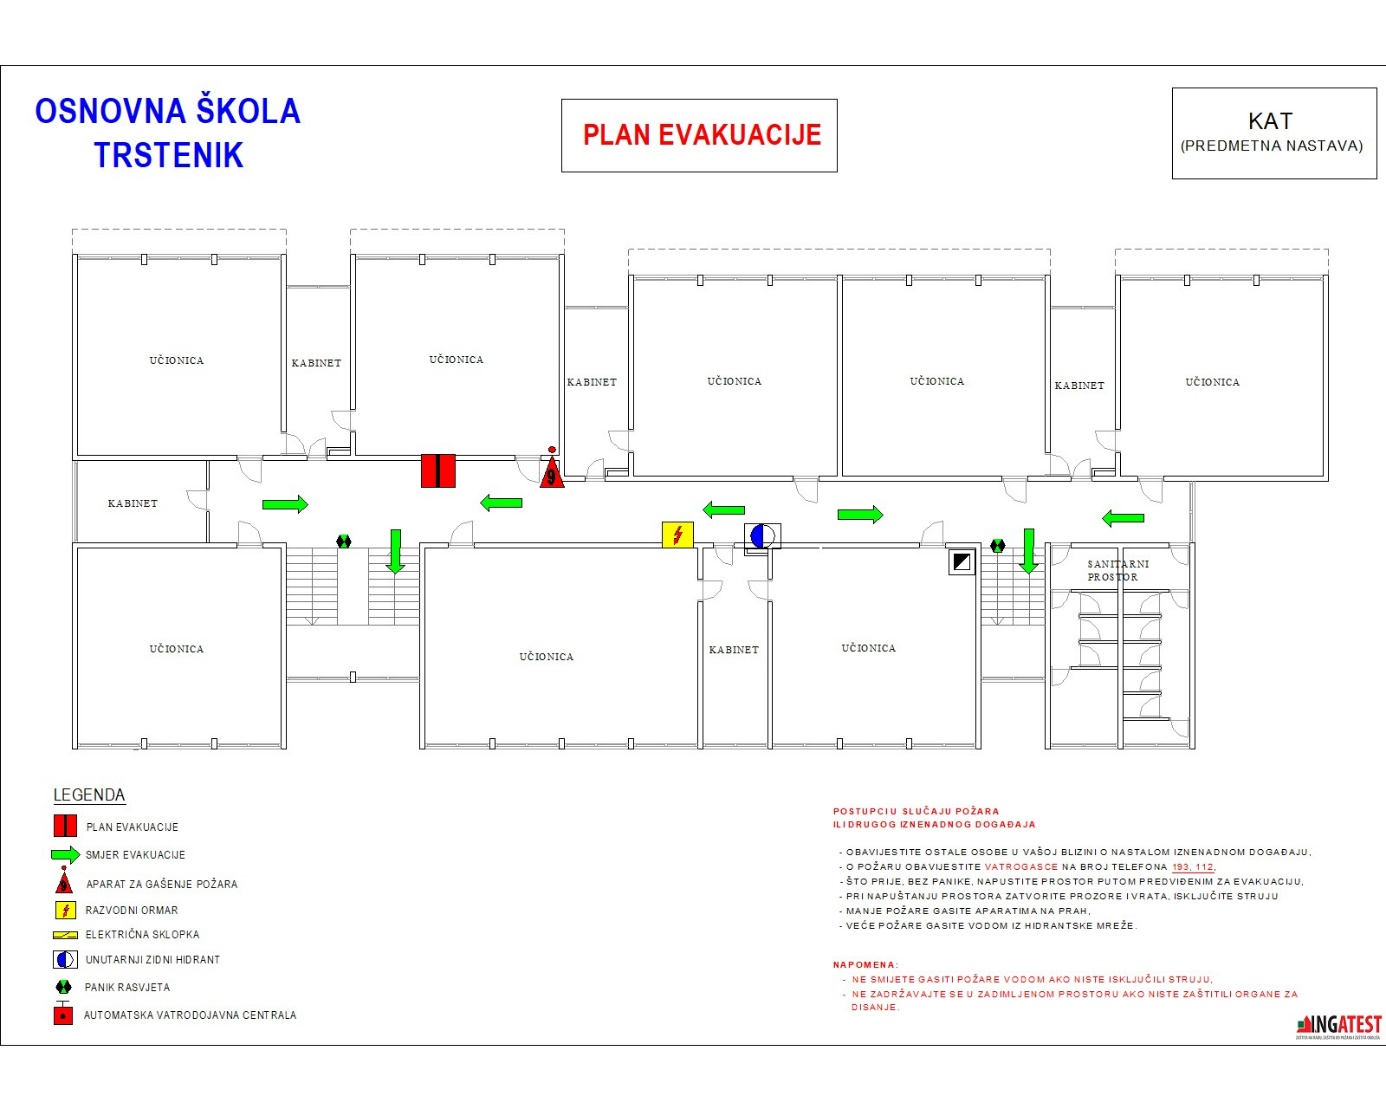 OSNOVNA ŠKOLA
TRSTENIK
PLAN EVAKUACIJE
KAT
(PREDMETNA NASTAVA)
UČIONICA
KABINET
UČIONICA
KABINET
UČIONICA
UČIONICA
KABINET
UČIONICA
KABINET
9
SANITARNI
PROSTOR
UČIONICA
UČIONICA
KABINET
UČIONICA
LEGENDA
PLAN EVAKUACIJE
SMJER EVAKUACIJE
9 APARAT ZA GAŠENJE POŽARA
RAZVODNI ORMAR
ELEKTRIČNA SKLOPKA
UNUTARNJI ZIDNI HIDRANT
PANIK RASVJETA
AUTOMATSKA VATRODOJAVNA CENTRALA
POSTUPCI U SLUČAJU POŽARA
ILI DRUGOG IZNENADNOG DOGAĐAJA
- OBAVIJESTITE OSTALE OSOBE U VAŠOJ BLIZINI O NASTALOM IZNENADNOM DOGAĐAJU,
- O POŽARU OBAVIJESTITE VATROGASCE NA BROJ TELEFONA 193, 112,
- ŠTO PRIJE, BEZ PANIKE, NAPUSTITE PROSTOR PUTOM PREDVIĐENIM ZA EVAKUACIJU,
- PRI NAPUŠTANJU PROSTORA ZATVORITE PROZORE I VRATA, ISKLJUČITE STRUJU
- MANJE POŽARE GASITE APARATIMA NA PRAH,
- VEĆE POŽARE GASITE VODOM IZ HIDRANTSKE MREŽE.
NAPOMENA:
- NE SMIJETE GASITI POŽARE VODOM AKO NISTE ISKLJUČILI STRUJU,
- NE ZADRŽAVAJTE SE U ZADIMLJENOM PROSTORU AKO NISTE ZAŠTITILI ORGANE ZA
DISANJE.
INGATEST